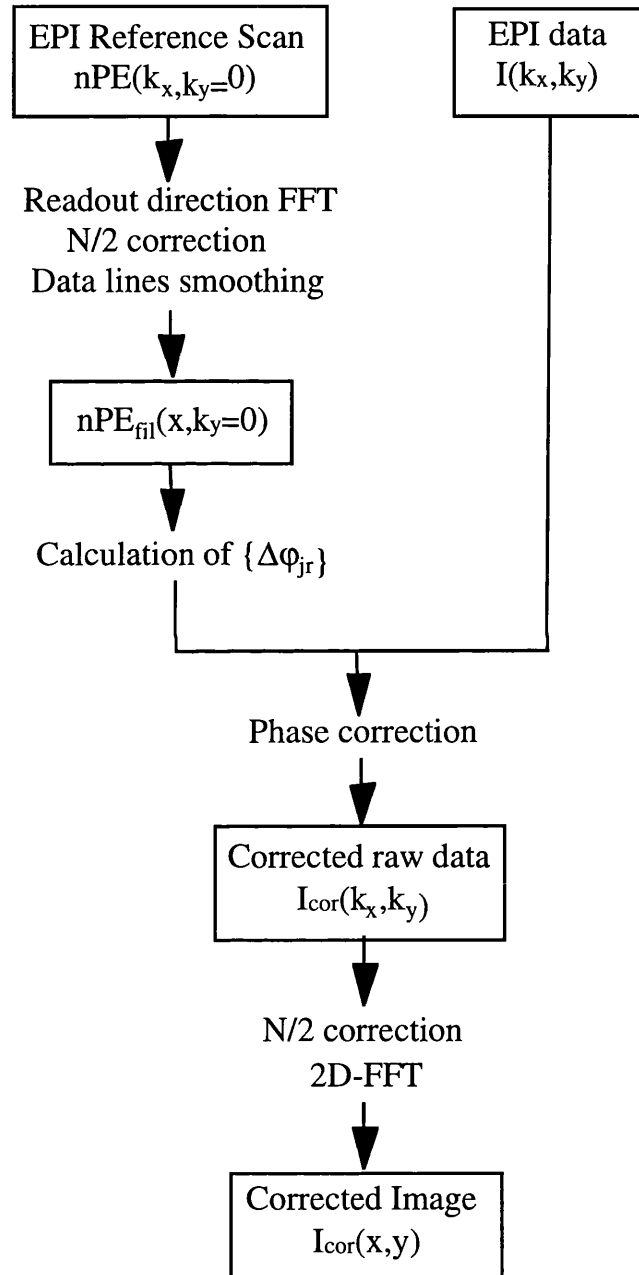 EPI Reference Scan
nPE(kx,ky=0)
EPI data
I(kx,ky)
Readout direction FFT
N/2 correction
Data lines smoothing
nPEfil(x,ky=0)
Calculation of {Δφjr}
Phase correction
Corrected raw data
Icor(kx,ky)
N/2 correction
2D-FFT
Corrected Image
Icor(x,y)